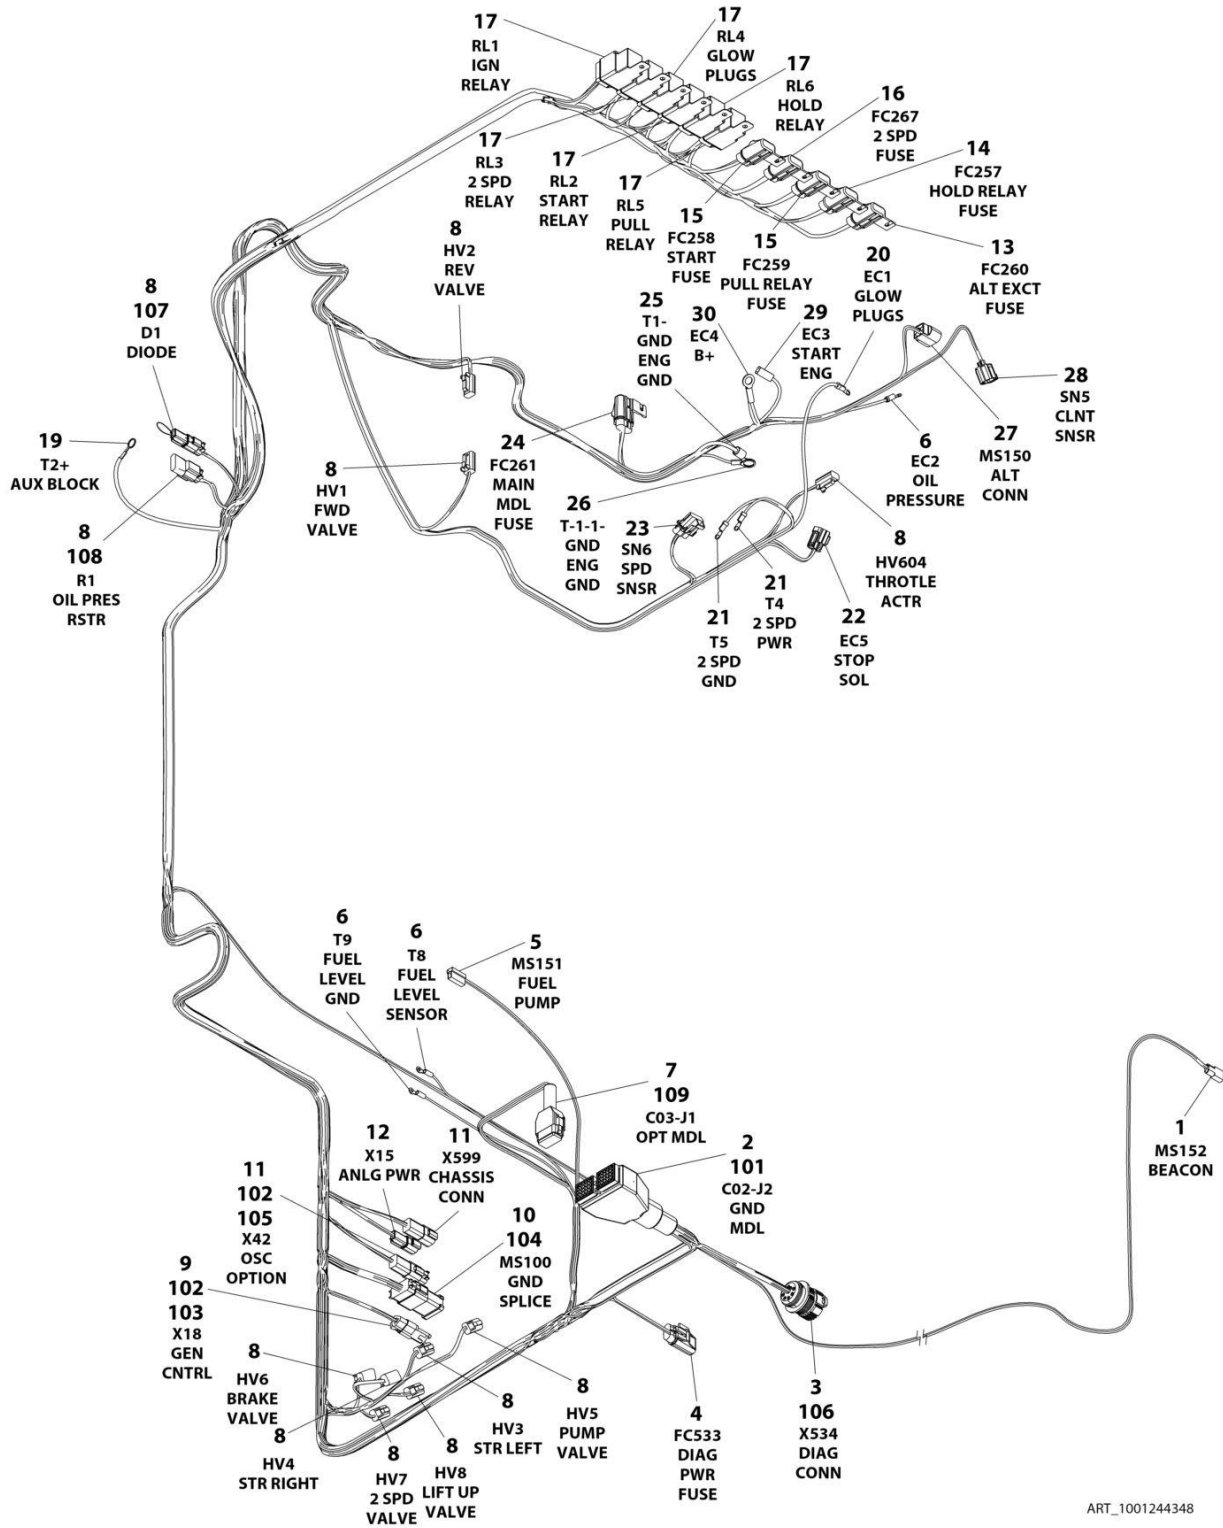 17
RL1
IGN
RELAY
17
RL4
GLOW
PLUGS
17
RL6
HOLD
RELAY
16
FC267
2 SPD
FUSE
14
FC257
HOLD RELAY
FUSE
17
RL3
2 SPD
RELAY
17
RL2
START
RELAY
17
RL5
PULL
RELAY
15
FC258
START
FUSE
15
FC259
PULL RELAY
FUSE
20
EC1
GLOW
PLUGS
13
FC260
ALT EXCT
FUSE
8
HV2
REV
VALVE
8
107
D1
DIODE
25
T1-
GND
ENG
GND
30
EC4
B+
29
EC3
START
ENG
28
SN5
CLNT
SNSR
27
MS150
ALT
CONN
6
EC2
OIL
PRESSURE
19
T2+
AUX BLOCK
8
108
R1
OIL PRES
RSTR
8
HV1
FWD
VALVE
24
FC261
MAIN
MDL
FUSE
26
T-1-1-
GND
ENG
GND
23
SN6
SPD
SNSR
21
T5
2 SPD
GND
21
T4
2 SPD
PWR
22
EC5
STOP
SOL
8
HV604
THROTLE
ACTR
6
T9
FUEL
LEVEL
GND
6
T8
FUEL
LEVEL
SENSOR
5
MS151
FUEL
PUMP
7
109
C03-J1
OPT MDL
2
101
C02-J2
GND
MDL
1
MS152
BEACON
12
X15
ANLG PWR
11
X599
CHASSIS
CONN
11
102
105
X42
OSC
OPTION
10
104
MS100
GND
SPLICE
9
102
103
X18
GEN
CNTRL
8
HV6
BRAKE
VALVE
8
HV4
STR RIGHT
8
HV7
2 SPD
VALVE
8
HV8
LIFT UP
VALVE
8
HV3
STR LEFT
8
HV5
PUMP
VALVE
4
FC533
DIAG
PWR
FUSE
3
106
X534
DIAG
CONN
ART_1001244348